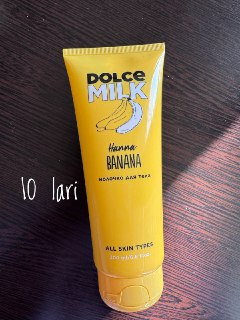 DOLCE
MILK
Hanna
BANANA
МОЛОЧКО ДЛЯ ТЕЛА
10 lari
ALL SKIN TYPES